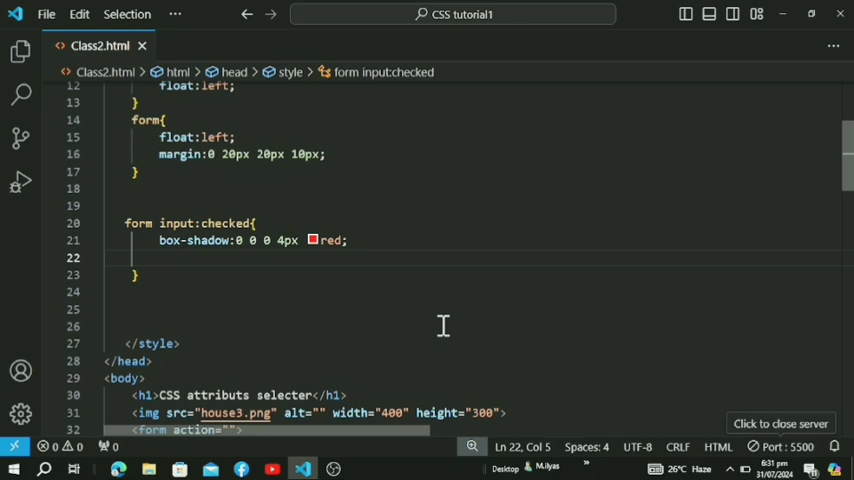 File Edit Selection ··· CSS tutorial1
Class2.html
Class2.html > html > head > style > form input:checked
12 float:left;
13 }
14 form{
15 float:left;
16 margin:0 20px 20px 10px;
17 }
18
19
20 form input:checked{
21 box-shadow:0 0 0 4px red;
22
23 }
24
25
26
27 </style>
28 </head>
29 <body>
30 <h1>CSS attributs selecter</h1>
31 <img src="house3.png" alt="" width="400" height="300">
32 <form action="">
Click to close server
0 0 0 Ln 22, Col 5 Spaces: 4 UTF-8 CRLF HTML Port : 5500
Desktop M.ilyas » 26°C Haze 6:31 pm
31/07/2024